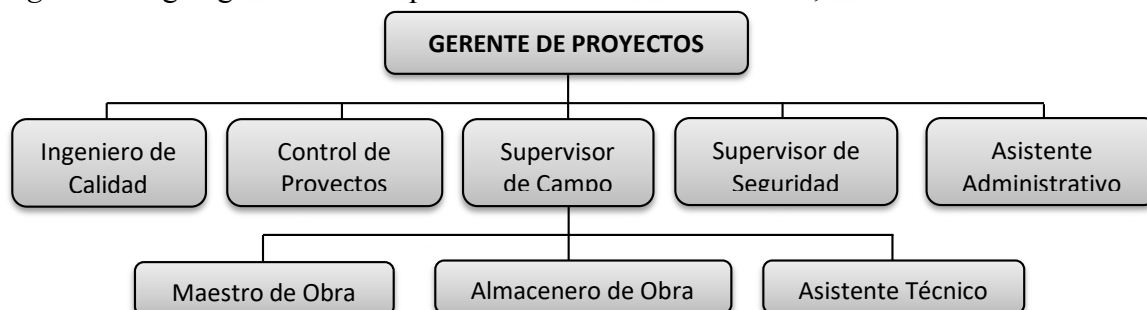 GERENTE DE PROYECTOS
Ingeniero de
Calidad
Control de
Proyectos
Supervisor
de Campo
Supervisor de
Seguridad
Asistente
Administrativo
Maestro de Obra
Almacenero de Obra
Asistente Técnico